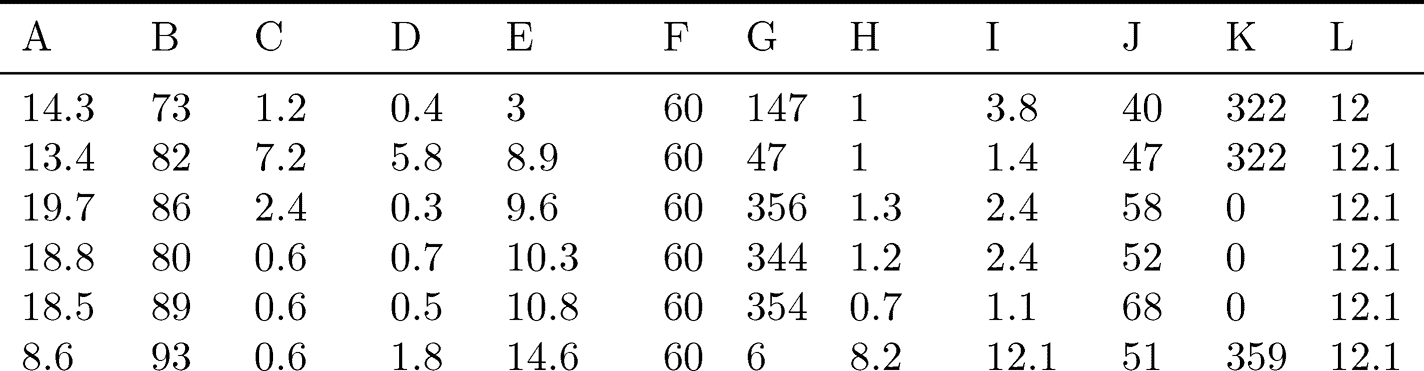 A B C D E F G H I J K L
14.3 73 1.2 0.4 3 60 147 1 3.8 40 322 12
13.4 82 7.2 5.8 8.9 60 47 1 1.4 47 322 12.1
19.7 86 2.4 0.3 9.6 60 356 1.3 2.4 58 0 12.1
18.8 80 0.6 0.7 10.3 60 344 1.2 2.4 52 0 12.1
18.5 89 0.6 0.5 10.8 60 354 0.7 1.1 68 0 12.1
8.6 93 0.6 1.8 14.6 60 6 8.2 12.1 51 359 12.1